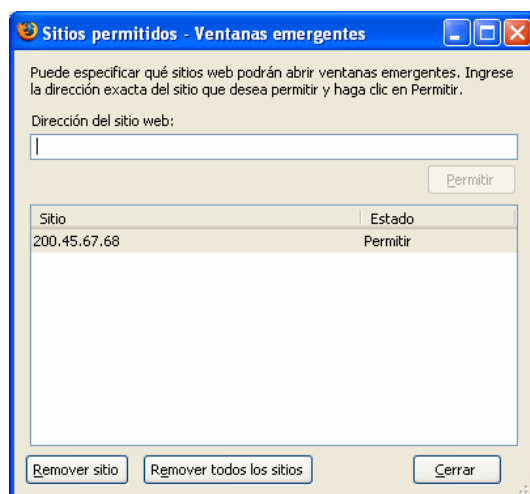 Sitios permitidos - Ventanas emergentes
Puede especificar qué sitios web podrán abrir ventanas emergentes. Ingrese
la dirección exacta del sitio que desea permitir y haga clic en Permitir.
Dirección del sitio web:
Permitir
Sitio Estado
200.45.67.68 Permitir
Remover sitio Remover todos los sitios Cerrar